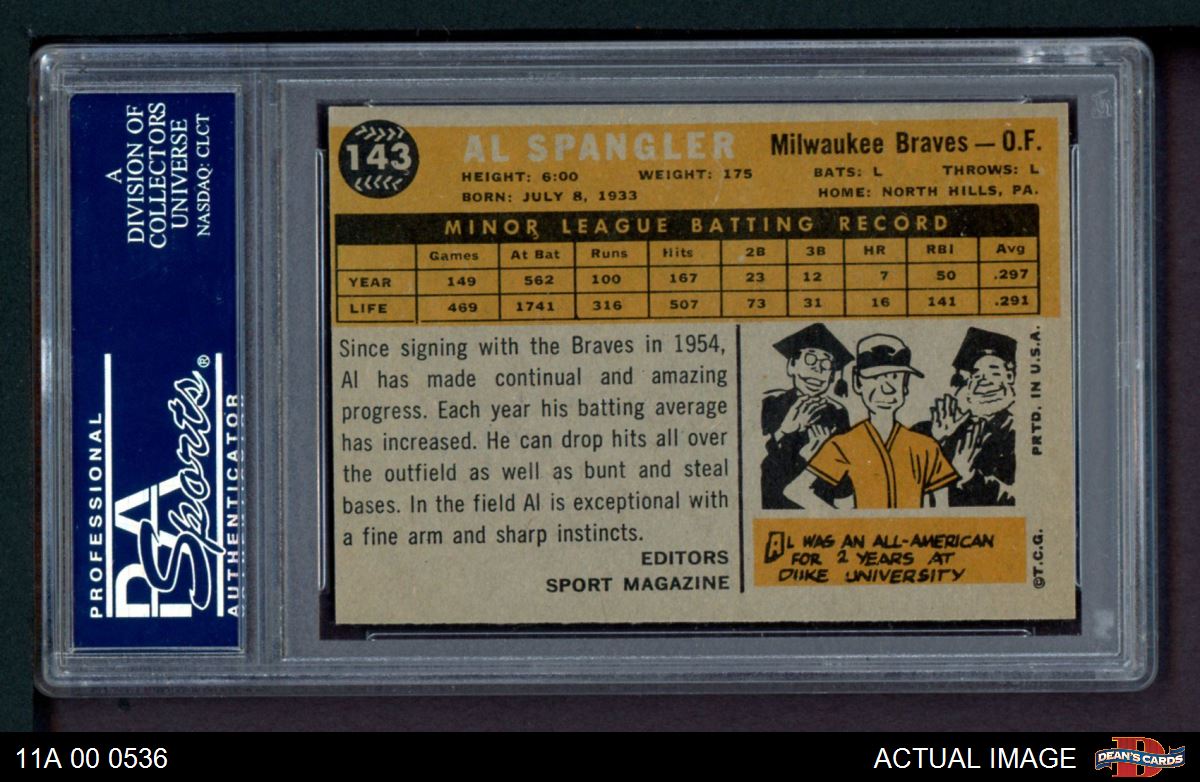 A
DIVISION OF
COLLECTORS
UNIVERSE
NASDAQ: CLCT
PROFESSIONAL
PSA
Sports®
AUTHENTICATOR
143
AL SPANGLER
Milwaukee Braves — O.F.
HEIGHT: 6:00 WEIGHT: 175 BATS: L THROWS: L
BORN: JULY 8, 1933 HOME: NORTH HILLS, PA.
MINOR LEAGUE BATTING RECORD
Games At Bat Runs Hits 2B 3B HR RBI Avg
YEAR 149 562 100 167 23 12 7 50 .297
LIFE 469 1741 316 507 73 31 16 141 .291
Since signing with the Braves in 1954,
Al has made continual and amazing
progress. Each year his batting average
has increased. He can drop hits all over
the outfield as well as bunt and steal
bases. In the field Al is exceptional with
a fine arm and sharp instincts.
EDITORS
SPORT MAGAZINE
AL WAS AN ALL-AMERICAN
FOR 2 YEARS AT
DUKE UNIVERSITY
©T.C.G. PRTD. IN U.S.A.
11A 00 0536
ACTUAL IMAGE
D
DEAN'S CARDS